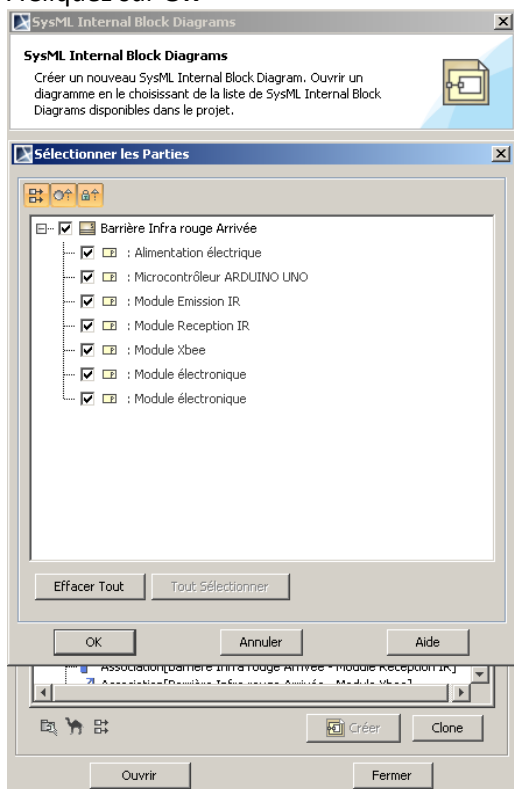 SysML Internal Block Diagrams
SysML Internal Block Diagrams
Créer un nouveau SysML Internal Block Diagram. Ouvrir un
diagramme en le choisissant de la liste de SysML Internal Block
Diagrams disponibles dans le projet.
Sélectionner les Parties
Barrière Infra rouge Arrivée
: Alimentation électrique
: Microcontrôleur ARDUINO UNO
: Module Emission IR
: Module Reception IR
: Module Xbee
: Module électronique
: Module électronique
Effacer Tout Tout Sélectionner
OK Annuler Aide
Association[Barrière Infra rouge Arrivée - Module Reception IR]
Association[Barrière Infra rouge Arrivée - Module Xbee]
Créer Clone
Ouvrir Fermer